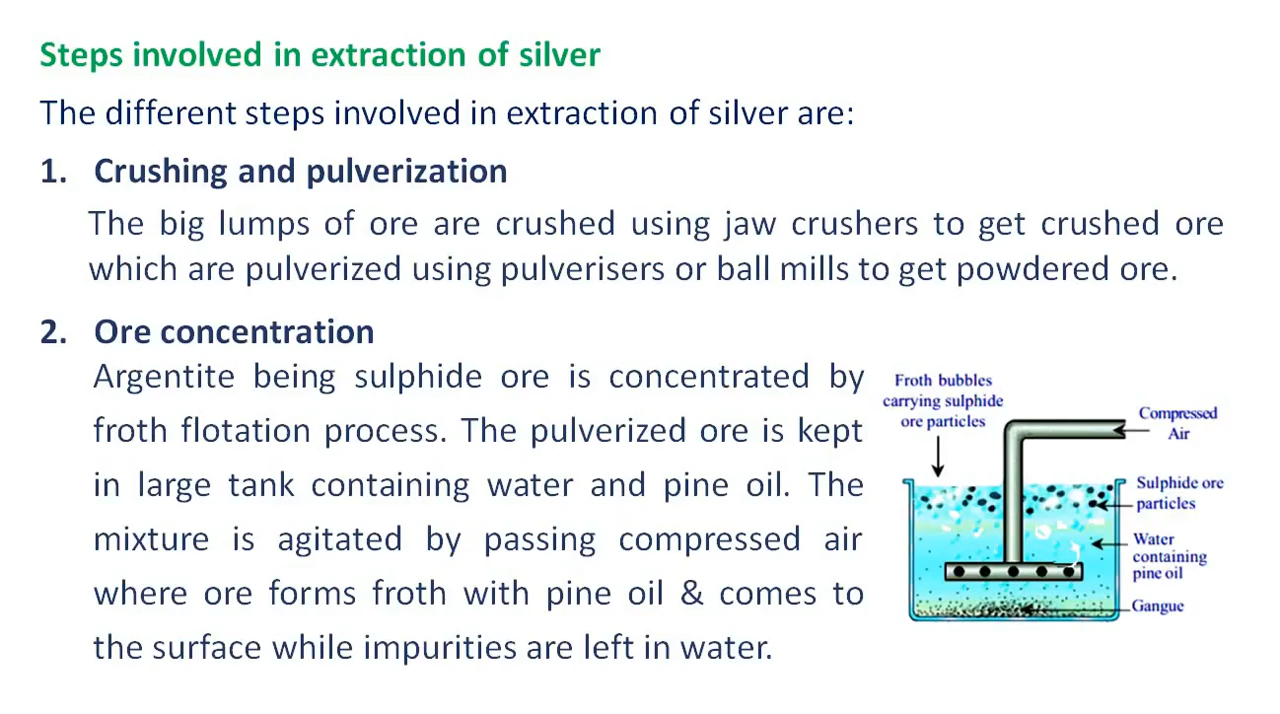 Steps involved in extraction of silver
The different steps involved in extraction of silver are:
1. Crushing and pulverization
The big lumps of ore are crushed using jaw crushers to get crushed ore
which are pulverized using pulverisers or ball mills to get powdered ore.
2. Ore concentration
Argentite being sulphide ore is concentrated by
froth flotation process. The pulverized ore is kept
in large tank containing water and pine oil. The
mixture is agitated by passing compressed air
where ore forms froth with pine oil & comes to
the surface while impurities are left in water.
Froth bubbles
carrying sulphide
ore particles
Compressed
Air
Sulphide ore
particles
Water
containing
pine oil
Gangue